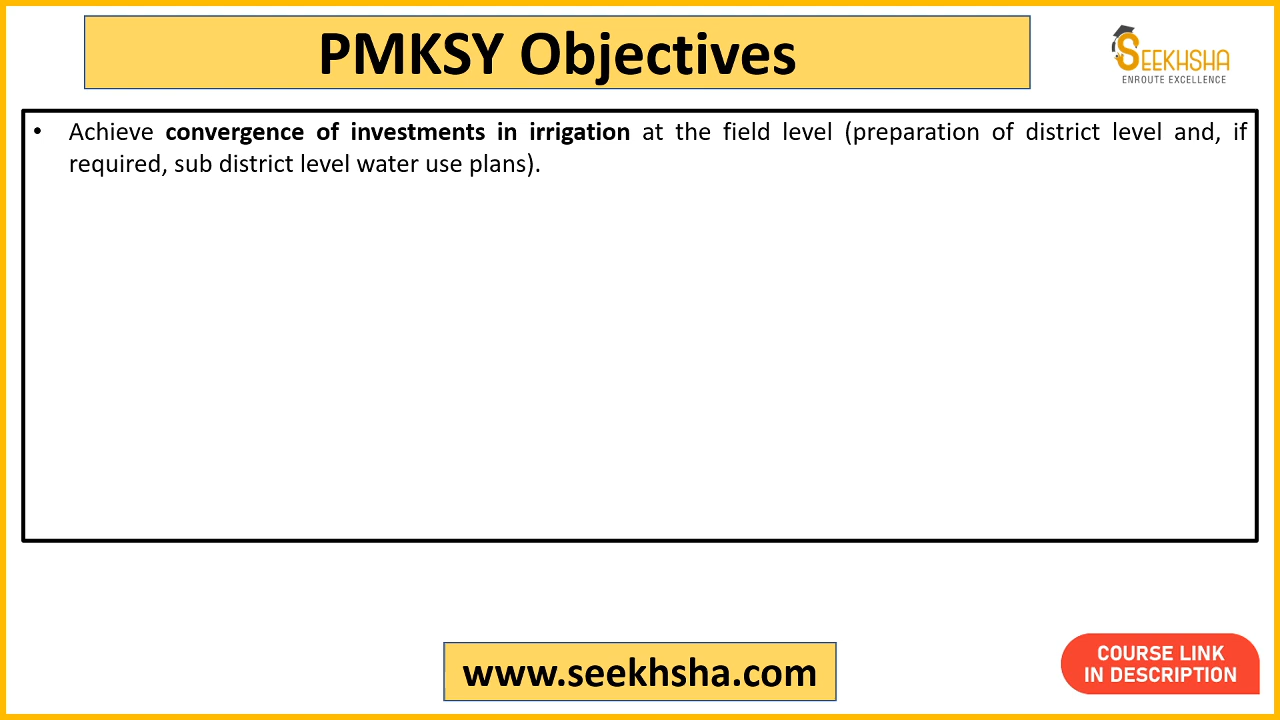 PMKSY Objectives
SEEKHSHA
ENROUTE EXCELLENCE
• Achieve convergence of investments in irrigation at the field level (preparation of district level and, if
required, sub district level water use plans).
www.seekhsha.com
COURSE LINK
IN DESCRIPTION